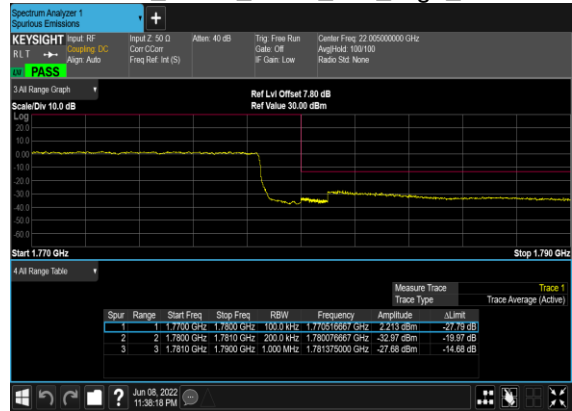 Spectrum Analyzer 1
Spurious Emissions
+
KEYSIGHT Input: RF Input Z: 50 Ω Atten: 40 dB Trig: Free Run Center Freq: 22.005000000 GHz
RLT Coupling: DC Corr CCorr Gate: Off Avg|Hold: 100/100
Align: Auto Freq Ref: Int (S) IF Gain: Low Radio Std: None
PASS
3 All Range Graph
Ref Lvl Offset 7.80 dB
Scale/Div 10.0 dB Ref Value 30.00 dBm
Log
20.0
10.0
0.00
-10.0
-20.0
-30.0
-40.0
-50.0
-60.0
Start 1.770 GHz Stop 1.790 GHz
4 All Range Table
Measure Trace Trace 1
Trace Type Trace Average (Active)
Spur Range Start Freq Stop Freq RBW Frequency Amplitude ΔLimit
1 1 1.7700 GHz 1.7800 GHz 100.0 kHz 1.770516667 GHz 2.213 dBm -27.79 dB
2 2 1.7800 GHz 1.7810 GHz 200.0 kHz 1.780076667 GHz -32.97 dBm -19.97 dB
3 3 1.7810 GHz 1.7900 GHz 1.000 MHz 1.781375000 GHz -27.68 dBm -14.68 dB
? Jun 08, 2022
11:38:18 PM